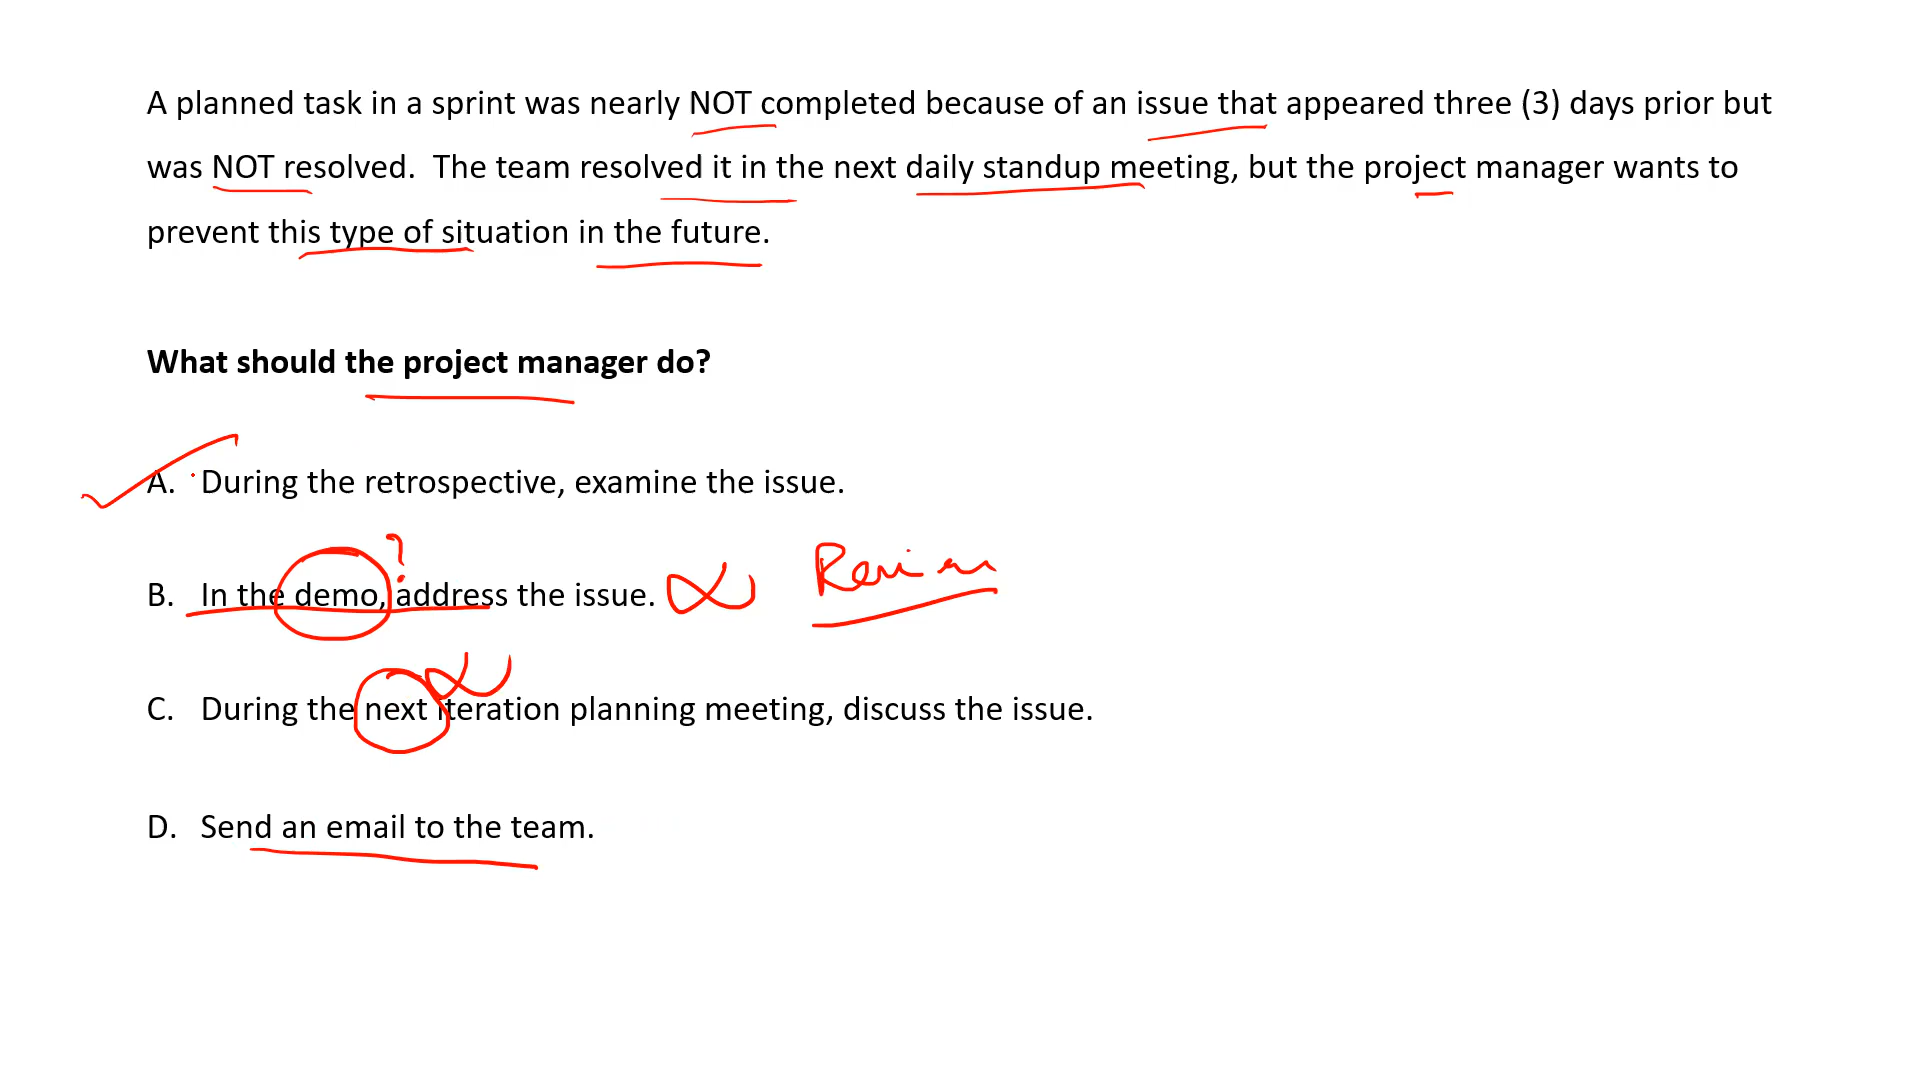 A planned task in a sprint was nearly NOT completed because of an issue that appeared three (3) days prior but
was NOT resolved.  The team resolved it in the next daily standup meeting, but the project manager wants to
prevent this type of situation in the future.
What should the project manager do?
A. During the retrospective, examine the issue.
?
B. In the demo, address the issue. Review
C. During the next iteration planning meeting, discuss the issue.
D. Send an email to the team.